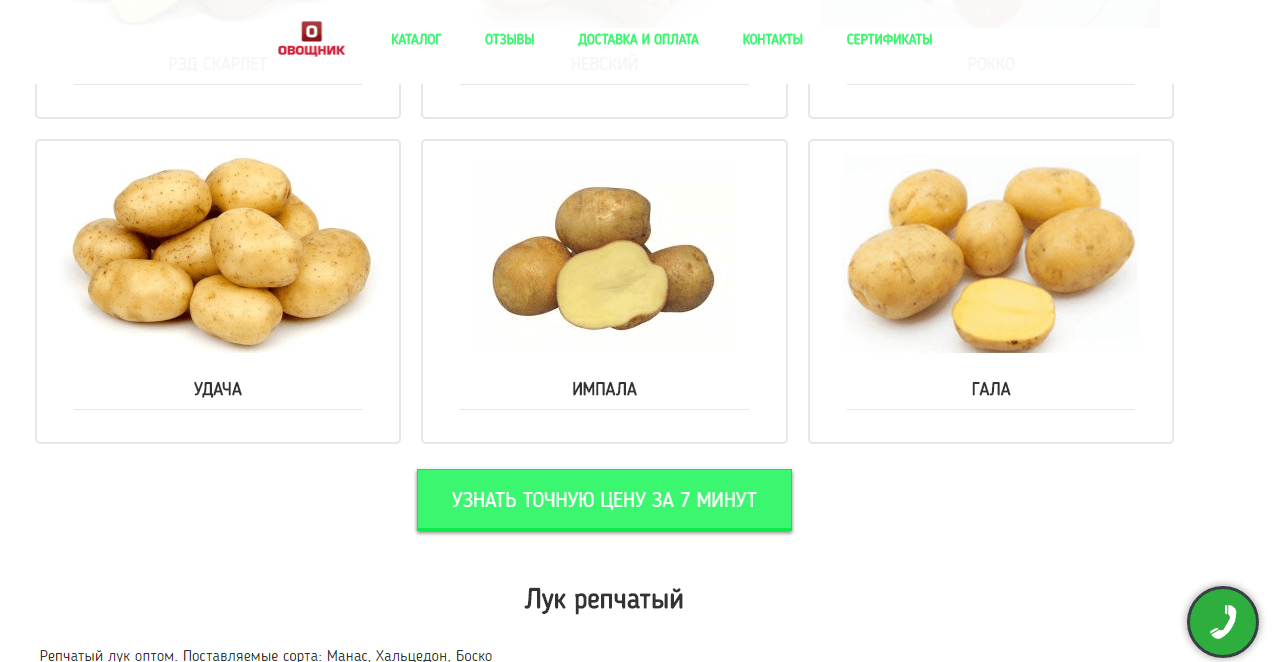 О
ОВОЩНИК
КАТАЛОГ ОТЗЫВЫ ДОСТАВКА И ОПЛАТА КОНТАКТЫ СЕРТИФИКАТЫ
РЭД СКАРЛЕТ НЕВСКИЙ РОККО
УДАЧА ИМПАЛА ГАЛА
УЗНАТЬ ТОЧНУЮ ЦЕНУ ЗА 7 МИНУТ
Лук репчатый
Репчатый лук оптом. Поставляемые сорта: Манас, Хальцедон, Боско